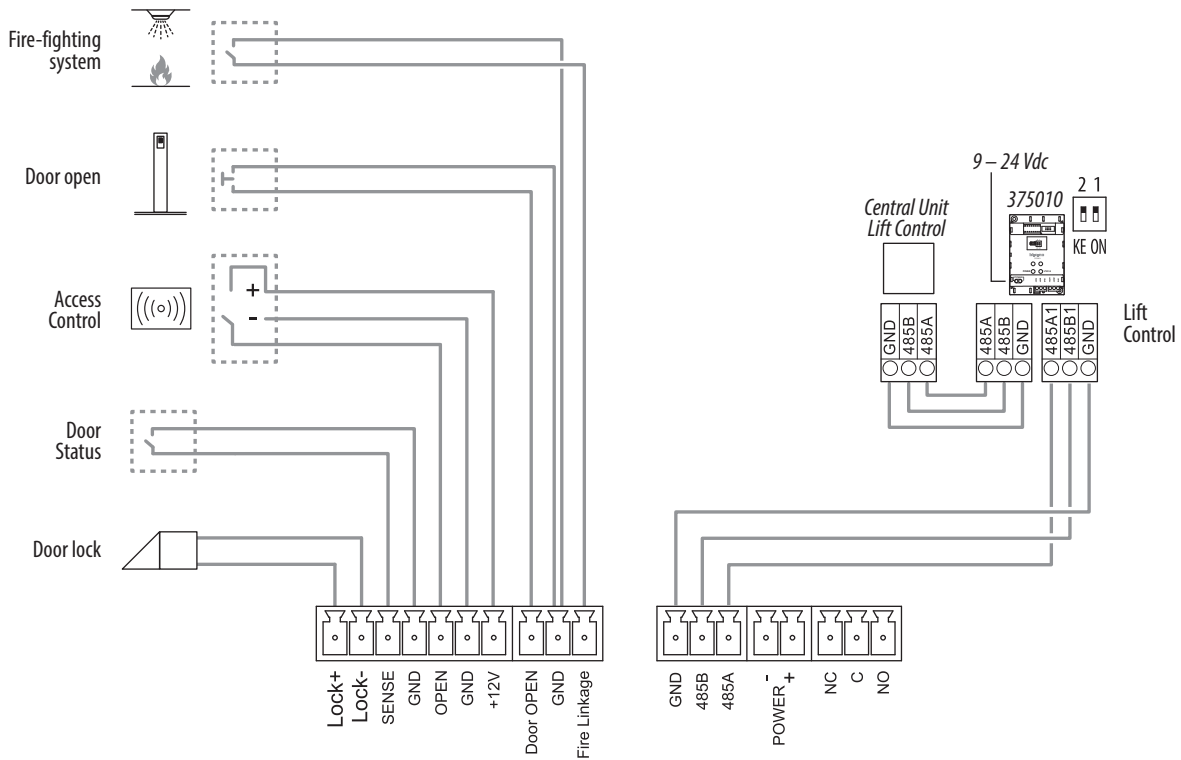 Fire-fighting
system
Door open
Access
Control
+
-
Door
Status
Door lock
9 – 24 Vdc
Central Unit
Lift Control
375010
2 1
KE ON
GND
485B
485A
485A
485B
GND
485A1
485B1
GND
Lift
Control
Lock+
Lock-
SENSE
GND
OPEN
GND
+12V
Door OPEN
GND
Fire Linkage
GND
485B
485A
POWER - +
NC
C
NO